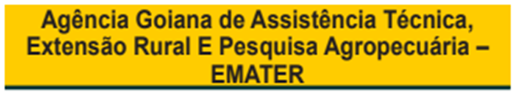 Agência Goiana de Assistência Técnica,
Extensão Rural E Pesquisa Agropecuária –
EMATER